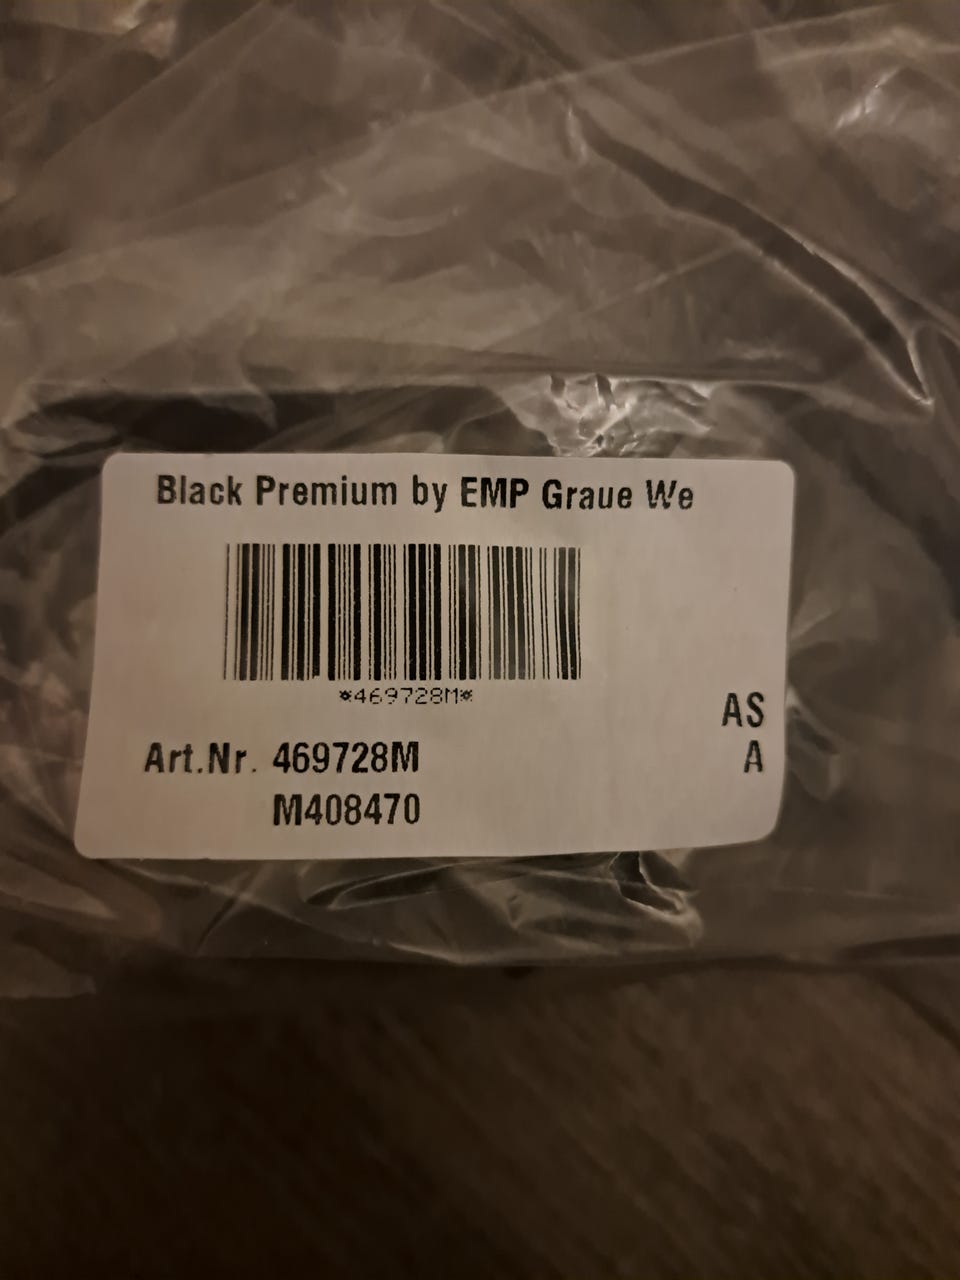 Black Premium by EMP Graue We
*469728M*
AS
Art.Nr. 469728M
A
M408470